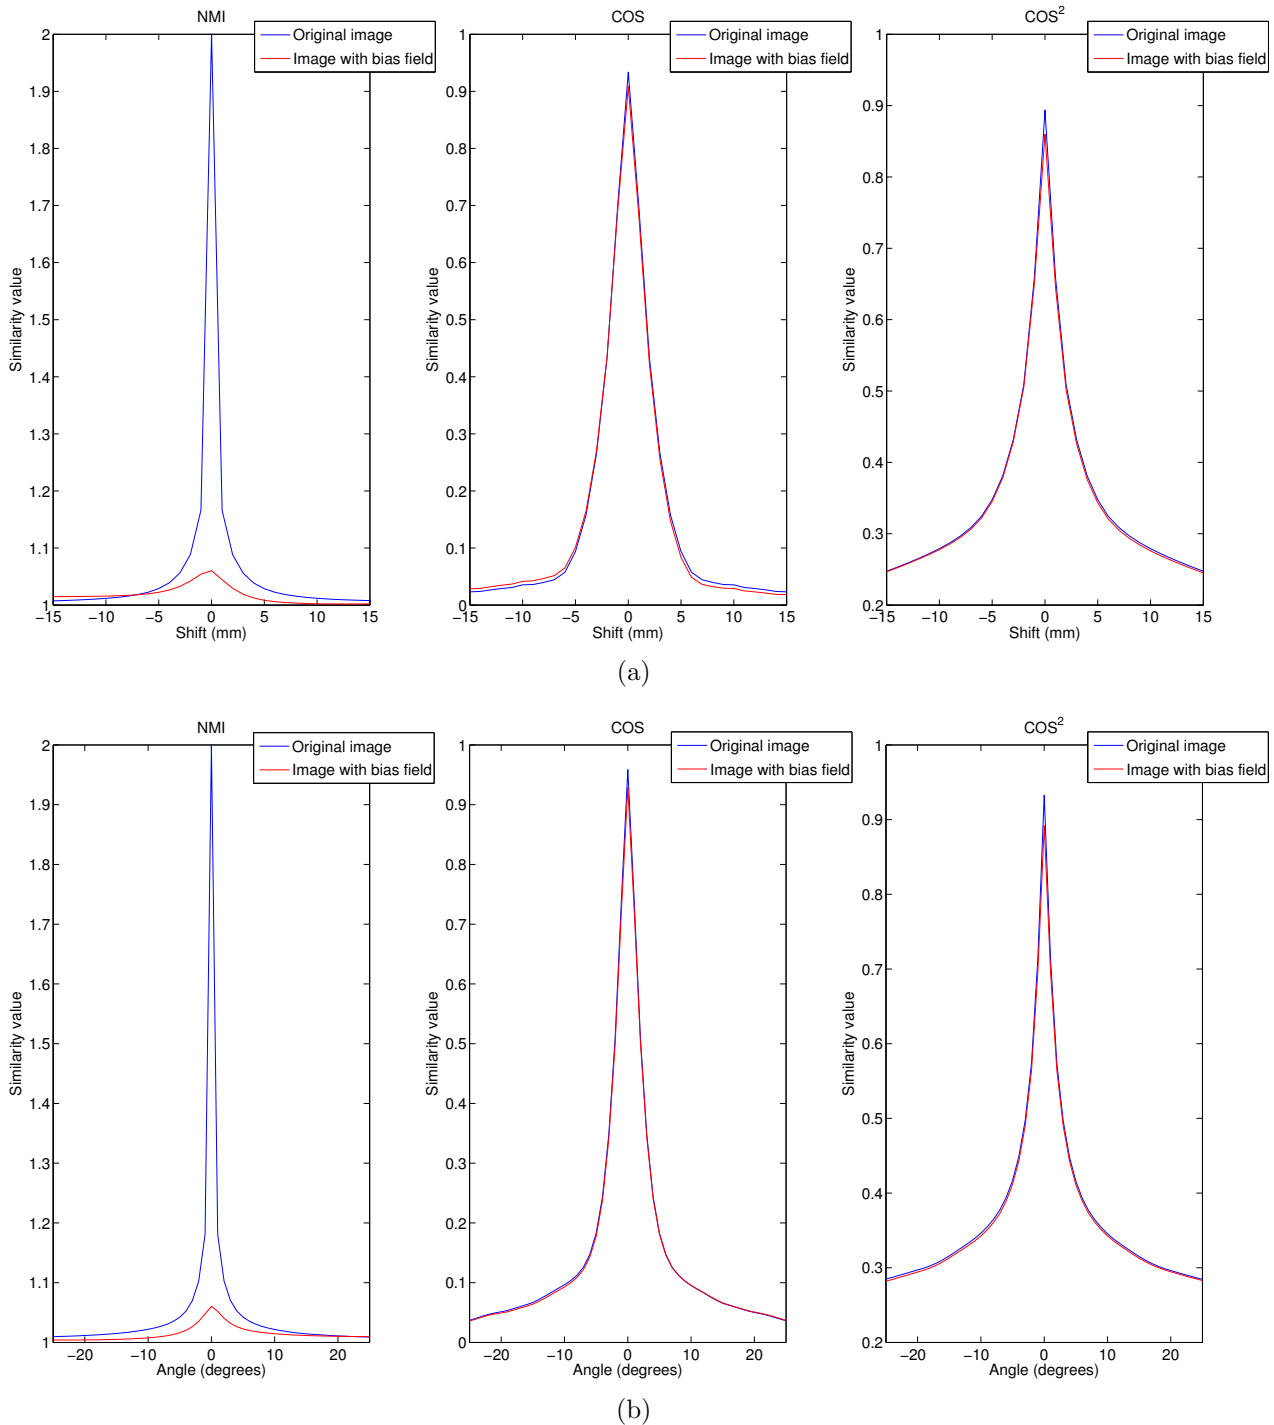 NMI
Original image
Image with bias field
2
1.9
1.8
1.7
1.6
1.5
1.4
1.3
1.2
1.1
1
Similarity value
−15 −10 −5 0 5 10 15
Shift (mm)
COS
Original image
Image with bias field
1
0.9
0.8
0.7
0.6
0.5
0.4
0.3
0.2
0.1
0
Similarity value
−15 −10 −5 0 5 10 15
Shift (mm)
COS²
Original image
Image with bias field
1
0.9
0.8
0.7
0.6
0.5
0.4
0.3
0.2
Similarity value
−15 −10 −5 0 5 10 15
Shift (mm)
(a)
NMI
Original image
Image with bias field
2
1.9
1.8
1.7
1.6
1.5
1.4
1.3
1.2
1.1
1
Similarity value
−20 −10 0 10 20
Angle (degrees)
COS
Original image
Image with bias field
1
0.9
0.8
0.7
0.6
0.5
0.4
0.3
0.2
0.1
0
Similarity value
−20 −10 0 10 20
Angle (degrees)
COS²
Original image
Image with bias field
1
0.9
0.8
0.7
0.6
0.5
0.4
0.3
0.2
Similarity value
−20 −10 0 10 20
Angle (degrees)
(b)